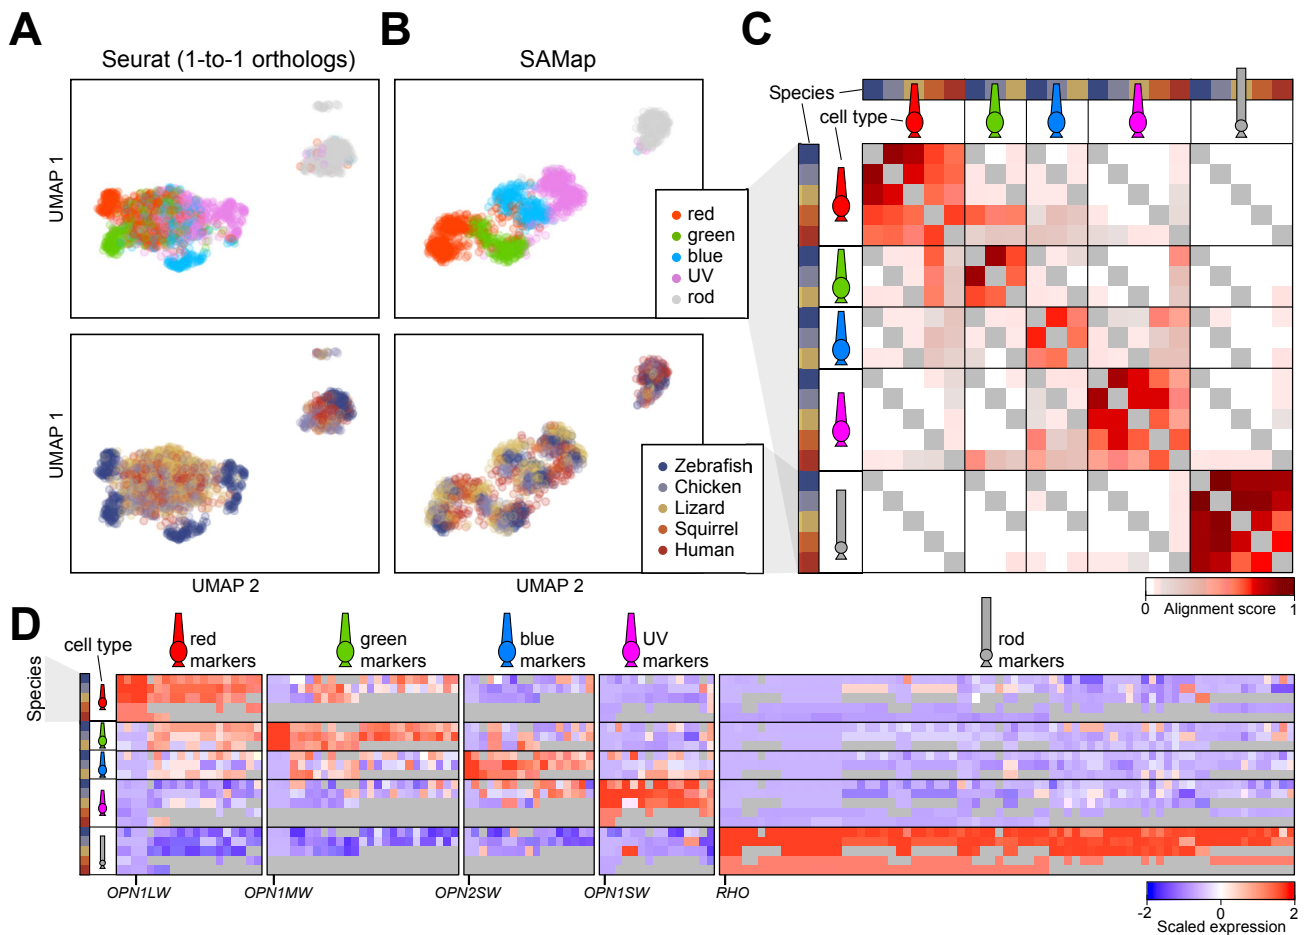 A
B
C
Seurat (1-to-1 orthologs)
SAMap
UMAP 1
red
green
blue
UV
rod
UMAP 1
Zebrafish
Chicken
Lizard
Squirrel
Human
UMAP 2
UMAP 2
Species
cell type
0 Alignment score 1
D
Species
cell type
red
markers
green
markers
blue
markers
UV
markers
rod
markers
OPN1LW
OPN1MW
OPN2SW
OPN1SW
RHO
-2 0 2
Scaled expression